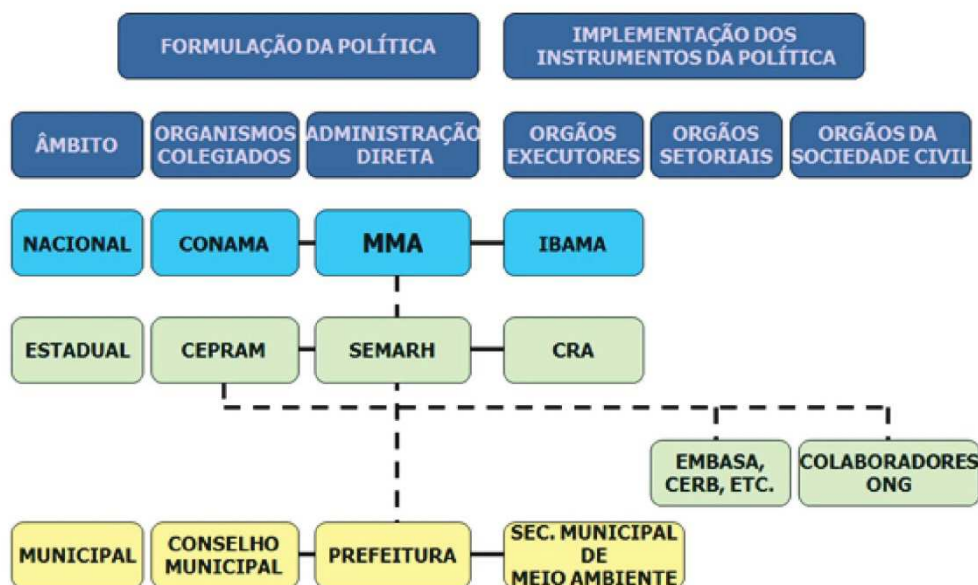 FORMULAÇÃO DA POLÍTICA
IMPLEMENTAÇÃO DOS
INSTRUMENTOS DA POLÍTICA
ÂMBITO
ORGANISMOS
COLEGIADOS
ADMINISTRAÇÃO
DIRETA
ORGÃOS
EXECUTORES
ORGÃOS
SETORIAIS
ORGÃOS DA
SOCIEDADE CIVIL
NACIONAL
CONAMA
MMA
IBAMA
ESTADUAL
CEPRAM
SEMARH
CRA
EMBASA,
CERB, ETC.
COLABORADORES
ONG
MUNICIPAL
CONSELHO
MUNICIPAL
PREFEITURA
SEC. MUNICIPAL
DE
MEIO AMBIENTE